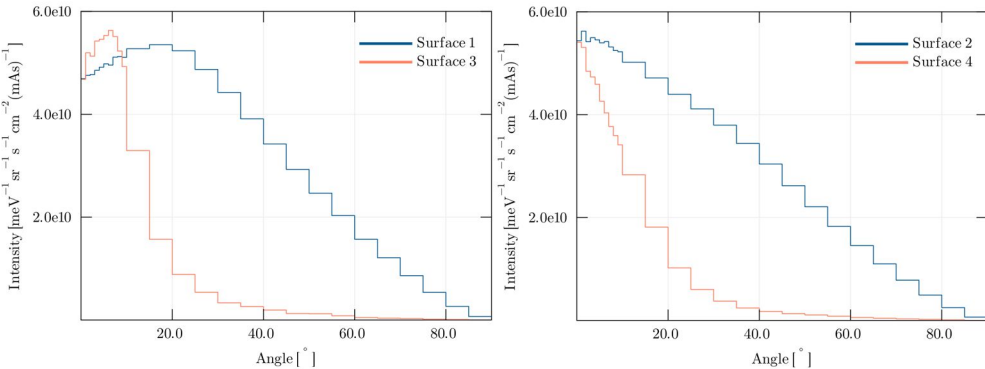 6.0e10
4.0e10
2.0e10
Intensity [meV⁻¹ sr⁻¹ s⁻¹ cm⁻² (mAs)⁻¹]
Surface 1
Surface 3
20.0 40.0 60.0 80.0
Angle [°]
6.0e10
4.0e10
2.0e10
Intensity [meV⁻¹ sr⁻¹ s⁻¹ cm⁻² (mAs)⁻¹]
Surface 2
Surface 4
20.0 40.0 60.0 80.0
Angle [°]